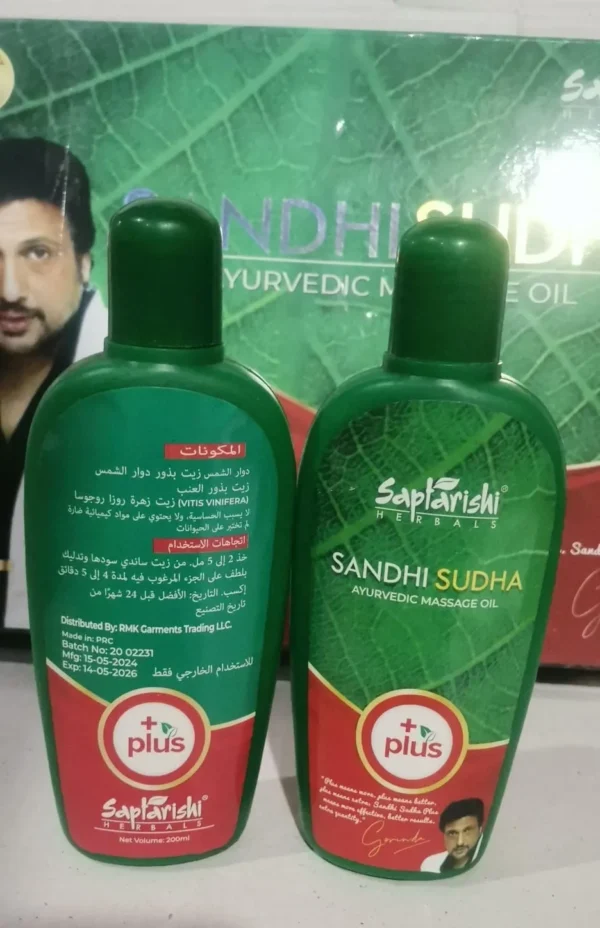 SANDHI SUD
YURVEDIC M E OIL
المكونات
دوار الشمس زيت بذور دوار الشمس
زيت بذور العنب
(VITIS VINIFERA) زيت زهرة روزا روجوسا
لا يسبب الحساسية، ولا يحتوي على مواد كيميائية ضارة
لم تختبر على الحيوانات
اتجاهات الاستخدام
خذ 2 إلى 5 مل. من زيت ساندي سودها وتدليك
بلطف على الجزء المرغوب فيه لمدة 4 إلى 5 دقائق
إكسب. التاريخ: الأفضل قبل 24 شهرًا من
تاريخ التصنيع
Distributed By: RMK Garments Trading LLC.
Made in: PRC
Batch No: 20 02231
Mfg: 15-05-2024
Exp: 14-05-2026 للاستخدام الخارجي فقط
+
plus
Saptarishi
HERBALS
Net Volume: 200ml
Saptarishi®
HERBALS
SANDHI SUDHA
AYURVEDIC MASSAGE OIL
+
plus
"Plus means more, plus means better,
plus means extra. Sandhi Sudha Plus
means more effective, better results,
extra quantity."
Govinda
. Sand